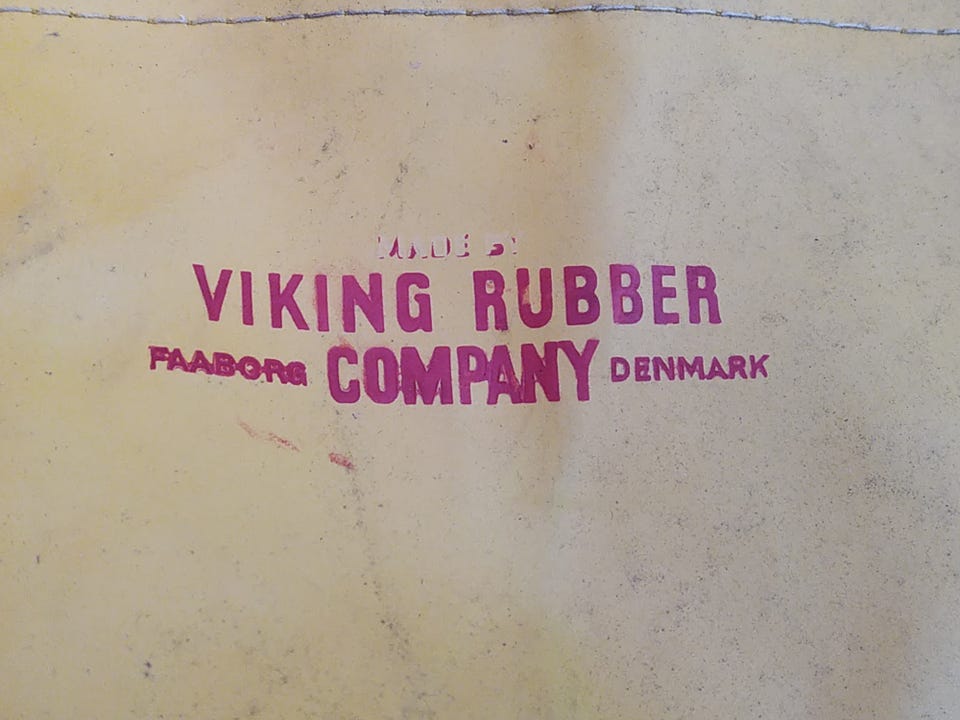 MADE BY
VIKING RUBBER
FAABORG COMPANY DENMARK